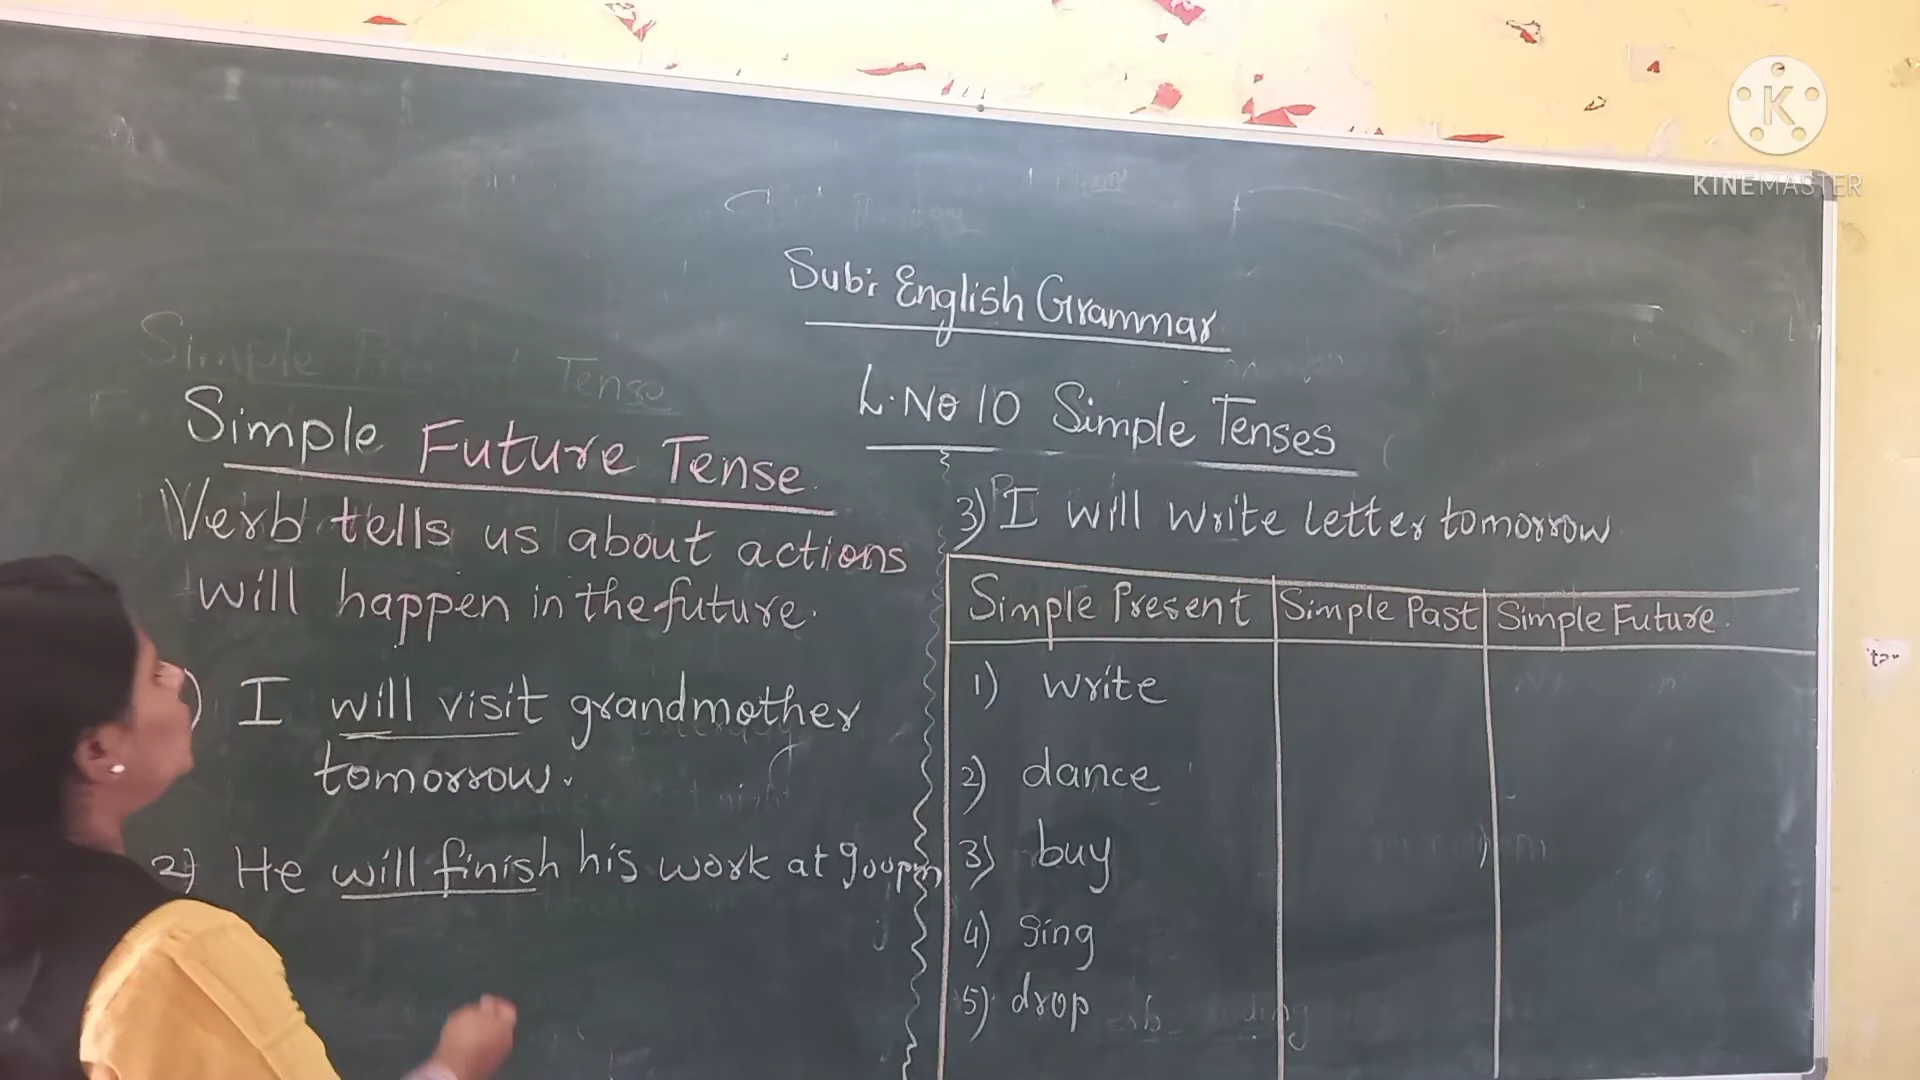 KINEMASTER
Sub: English Grammar
L.No 10 Simple Tenses
Simple Future Tense.
Verb tells us about actions
will happen in the future.
) I will visit grandmother
tomorrow.
2) He will finish his work at 9:00pm
3) I will write letter tomorrow
Simple Present Simple Past Simple Future.
1) write
2) dance
3) buy
4) Sing
5) drop